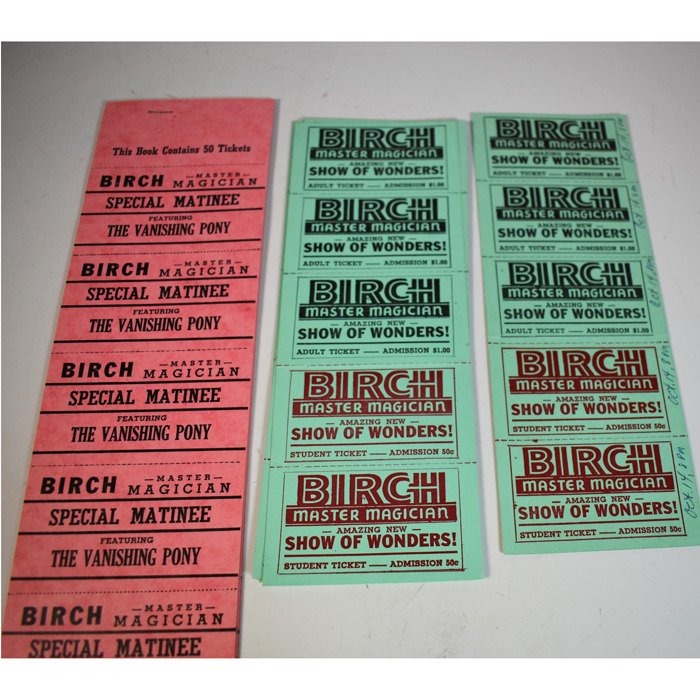 This Book Contains 50 Tickets
BIRCH — MASTER — MAGICIAN
SPECIAL MATINEE
FEATURING
THE VANISHING PONY
BIRCH — MASTER — MAGICIAN
SPECIAL MATINEE
FEATURING
THE VANISHING PONY
BIRCH — MASTER — MAGICIAN
SPECIAL MATINEE
FEATURING
THE VANISHING PONY
BIRCH — MASTER — MAGICIAN
SPECIAL MATINEE
FEATURING
THE VANISHING PONY
BIRCH — MASTER — MAGICIAN
SPECIAL MATINEE
BIRCH
MASTER MAGICIAN
— AMAZING NEW —
SHOW OF WONDERS!
ADULT TICKET — ADMISSION $1.00
BIRCH
MASTER MAGICIAN
— AMAZING NEW —
SHOW OF WONDERS!
ADULT TICKET — ADMISSION $1.00
BIRCH
MASTER MAGICIAN
— AMAZING NEW —
SHOW OF WONDERS!
ADULT TICKET — ADMISSION $1.00
BIRCH
MASTER MAGICIAN
— AMAZING NEW —
SHOW OF WONDERS!
STUDENT TICKET — ADMISSION 50c
BIRCH
MASTER MAGICIAN
— AMAZING NEW —
SHOW OF WONDERS!
STUDENT TICKET — ADMISSION 50c
BIRCH
MASTER MAGICIAN
— AMAZING NEW —
SHOW OF WONDERS!
ADULT TICKET — ADMISSION $1.00
BIRCH
MASTER MAGICIAN
— AMAZING NEW —
SHOW OF WONDERS!
ADULT TICKET — ADMISSION $1.00
BIRCH
MASTER MAGICIAN
— AMAZING NEW —
SHOW OF WONDERS!
ADULT TICKET — ADMISSION $1.00
Oct. 14, 8 PM
BIRCH
MASTER MAGICIAN
— AMAZING NEW —
SHOW OF WONDERS!
STUDENT TICKET — ADMISSION 50c
Oct. 14, 8 PM
BIRCH
MASTER MAGICIAN
— AMAZING NEW —
SHOW OF WONDERS!
STUDENT TICKET — ADMISSION 50c
Oct. 14, 8 PM